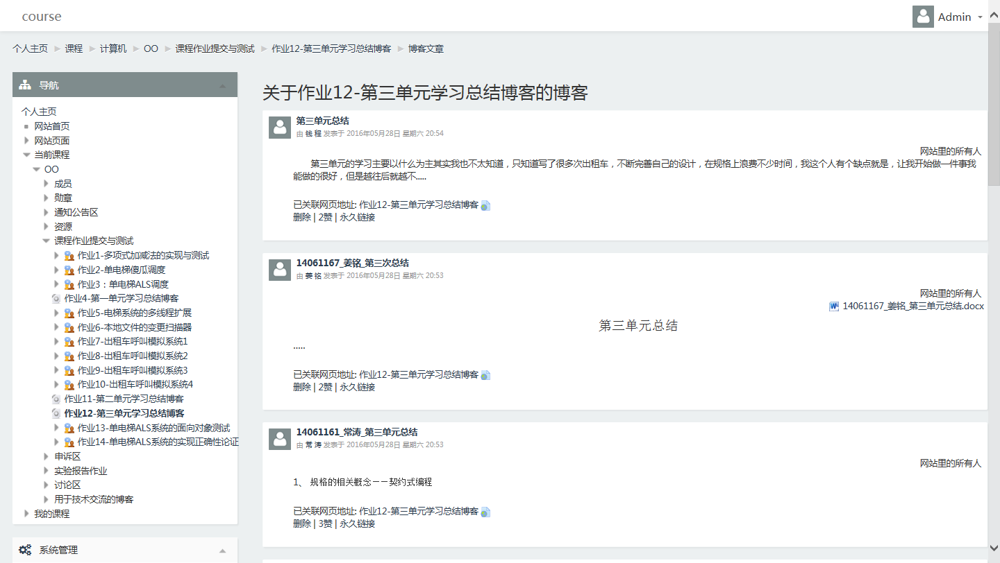 course
Admin
个人主页 课程 计算机 OO 课程作业提交与测试 作业12-第三单元学习总结博客 博客文章
导航
个人主页
网站首页
网站页面
当前课程
OO
成员
勋章
通知公告区
资源
课程作业提交与测试
作业1-多项式加减法的实现与测试
作业2-单电梯傻瓜调度
作业3：单电梯ALS调度
作业4-第一单元学习总结博客
作业5-电梯系统的多线程扩展
作业6-本地文件的变更扫描器
作业7-出租车呼叫模拟系统1
作业8-出租车呼叫模拟系统2
作业9-出租车呼叫模拟系统3
作业10-出租车呼叫模拟系统4
作业11-第二单元学习总结博客
作业12-第三单元学习总结博客
作业13-单电梯ALS系统的面向对象测试
作业14-单电梯ALS系统的实现正确性论证
申诉区
实验报告作业
讨论区
用于技术交流的博客
我的课程
系统管理
关于作业12-第三单元学习总结博客的博客
第三单元总结
由 钱 程 发表于 2016年05月28日 星期六 20:54
网站里的所有人
第三单元的学习主要以什么为主其实我也不太知道，只知道写了很多次出租车，不断完善自己的设计，在规格上浪费不少时间，我这个人有个缺点就是，让我开始做一件事我
能做的很好，但是越往后就越不.....
已关联网页地址: 作业12-第三单元学习总结博客
删除 | 2赞 | 永久链接
14061167_姜铭_第三次总结
由 姜 铭 发表于 2016年05月28日 星期六 20:53
网站里的所有人
14061167_姜铭_第三单元总结.docx
第三单元总结
.....
已关联网页地址: 作业12-第三单元学习总结博客
删除 | 2赞 | 永久链接
14061161_常涛_第三单元总结
由 常 涛 发表于 2016年05月28日 星期六 20:53
网站里的所有人
1、 规格的相关概念——契约式编程
已关联网页地址: 作业12-第三单元学习总结博客
删除 | 3赞 | 永久链接